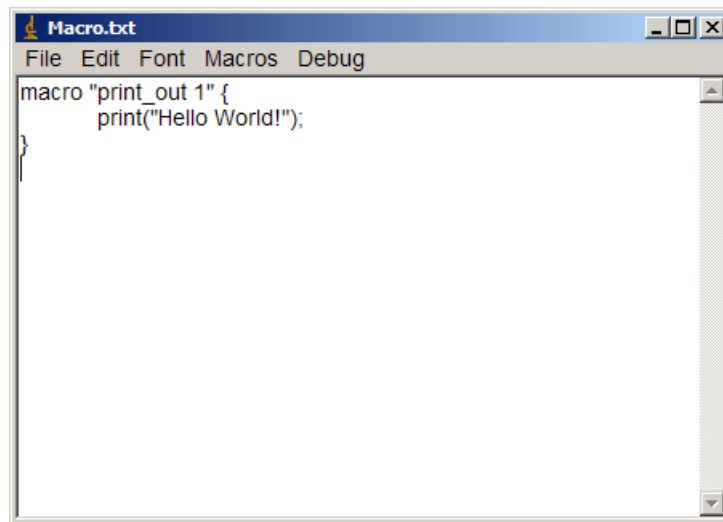 Macro.txt
File Edit Font Macros Debug
macro "print_out 1" {
print("Hello World!");
}